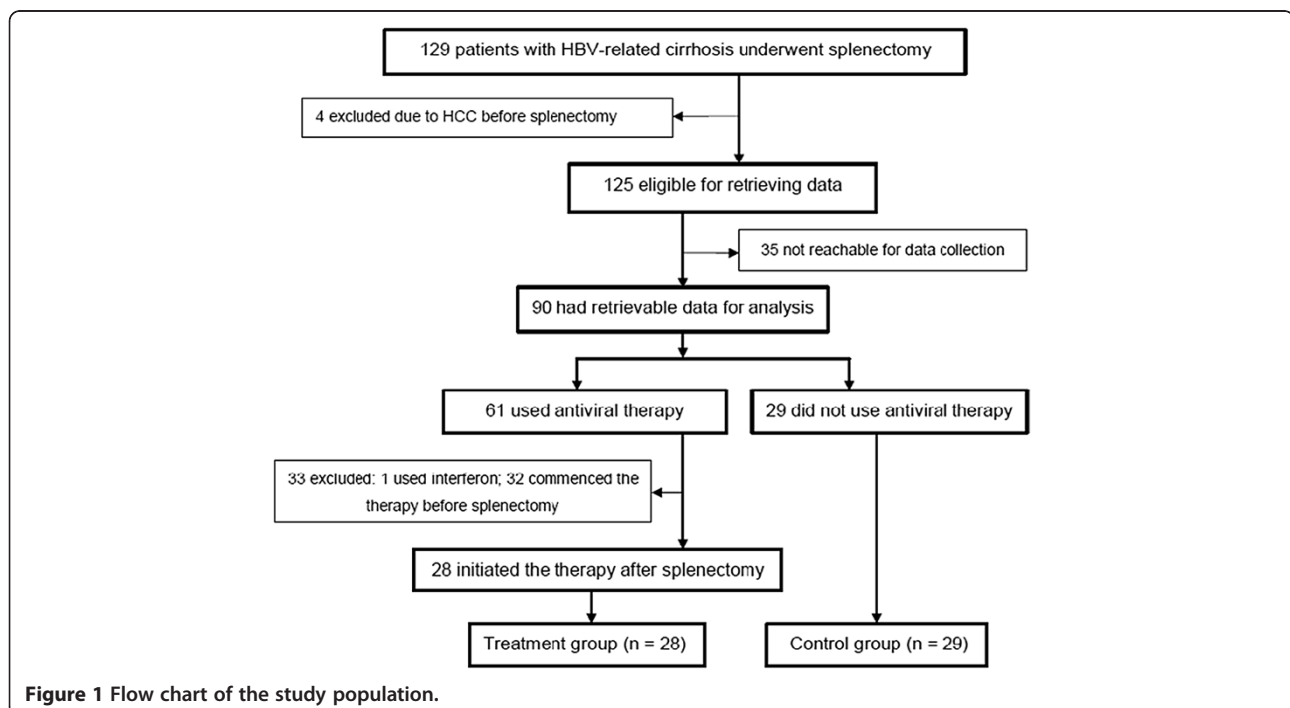 129 patients with HBV-related cirrhosis underwent splenectomy
4 excluded due to HCC before splenectomy
125 eligible for retrieving data
35 not reachable for data collection
90 had retrievable data for analysis
61 used antiviral therapy
29 did not use antiviral therapy
33 excluded: 1 used interferon; 32 commenced the
therapy before splenectomy
28 initiated the therapy after splenectomy
Treatment group (n = 28)
Control group (n = 29)
Figure 1 Flow chart of the study population.